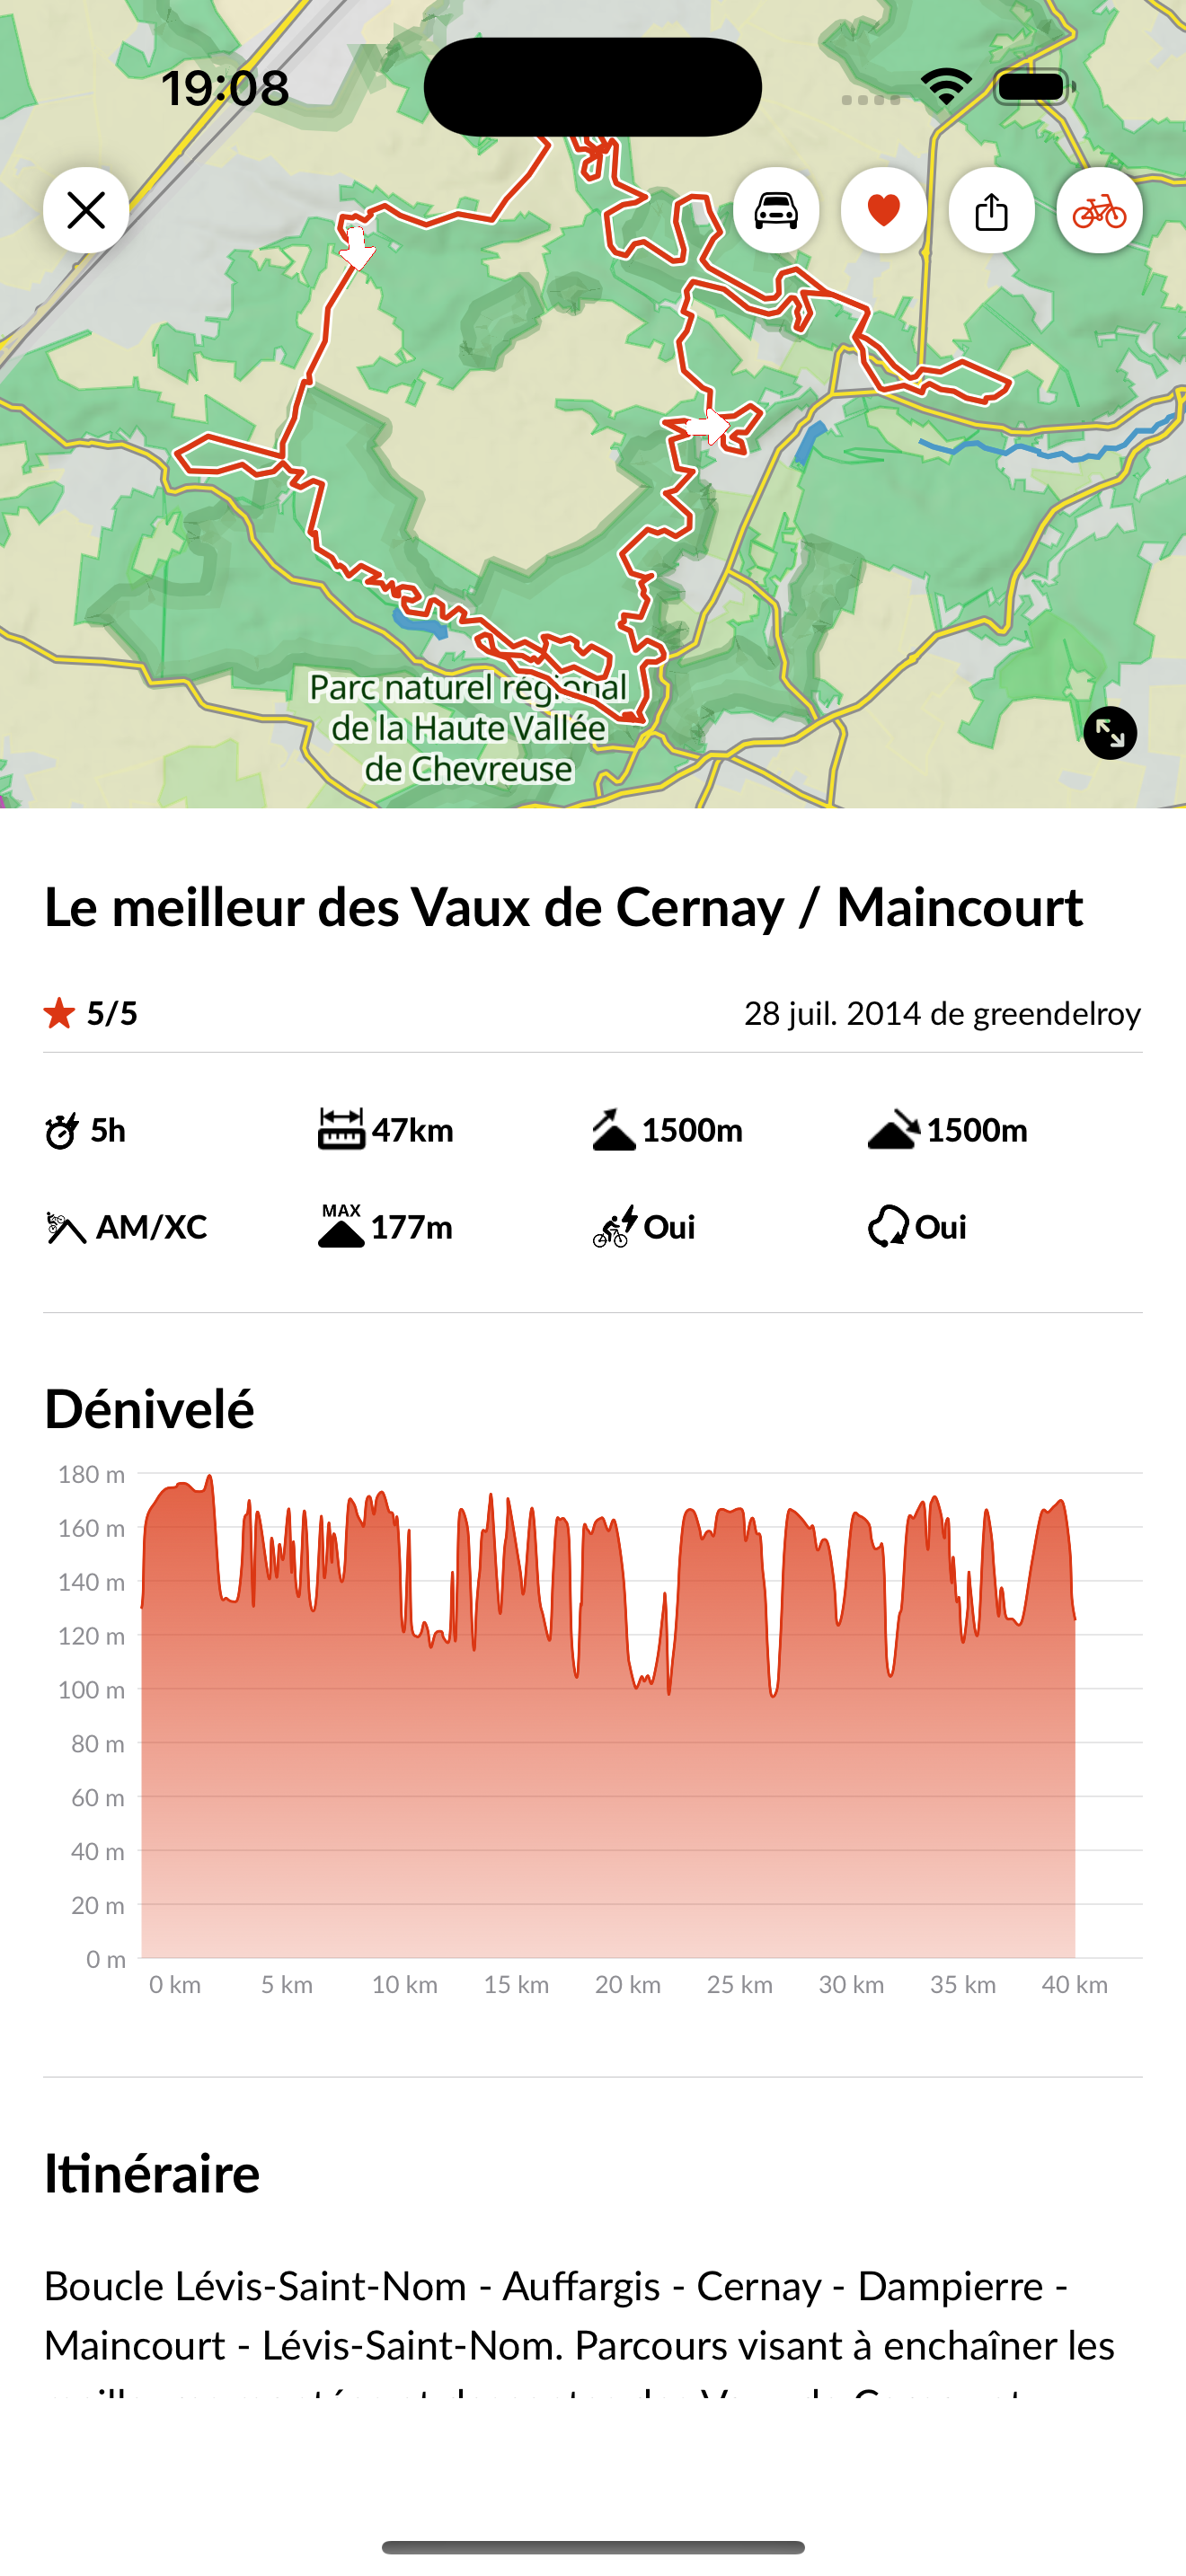 19:08
Parc naturel régional
de la Haute Vallée
de Chevreuse
Le meilleur des Vaux de Cernay / Maincourt
5/5
28 juil. 2014 de greendelroy
5h
47km
1500m
1500m
AM/XC
MAX
177m
Oui
Oui
Dénivelé
180 m
160 m
140 m
120 m
100 m
80 m
60 m
40 m
20 m
0 m
0 km 5 km 10 km 15 km 20 km 25 km 30 km 35 km 40 km
Itinéraire
Boucle Lévis-Saint-Nom - Auffargis - Cernay - Dampierre -
Maincourt - Lévis-Saint-Nom. Parcours visant à enchaîner les